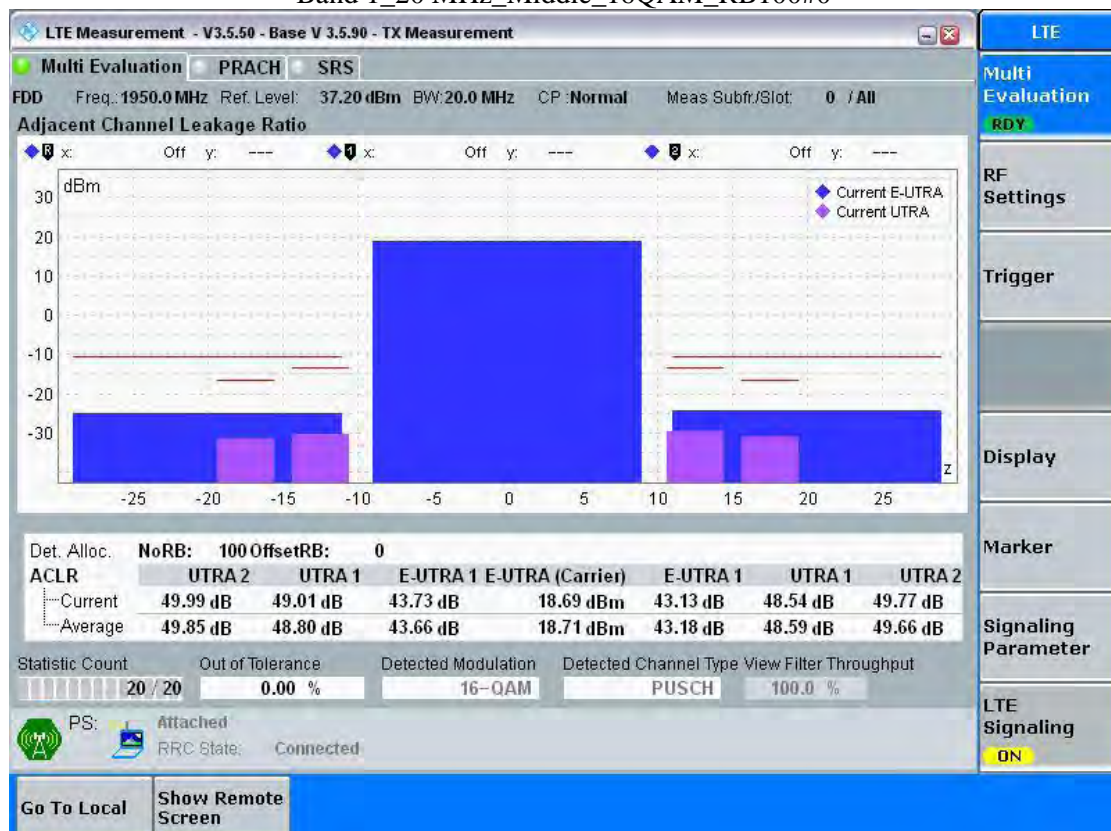 Band 1_20 MHz_Middle_16QAM_RB100#0
LTE Measurement - V3.5.50 - Base V 3.5.90 - TX Measurement
LTE
Multi Evaluation PRACH SRS
Multi Evaluation
RDY
FDD Freq.: 1950.0 MHz Ref. Level: 37.20 dBm BW: 20.0 MHz CP : Normal Meas Subfr./Slot: 0 / All
Adjacent Channel Leakage Ratio
R x: Off y: --- 1 x: Off y: --- 2 x: Off y: ---
dBm
Current E-UTRA
Current UTRA
30
20
10
0
-10
-20
-30
z
-25 -20 -15 -10 -5 0 5 10 15 20 25
RF Settings
Trigger
Display
Marker
Signaling Parameter
LTE Signaling
ON
Det. Alloc. NoRB: 100 OffsetRB: 0
ACLR UTRA 2 UTRA 1 E-UTRA 1 E-UTRA (Carrier) E-UTRA 1 UTRA 1 UTRA 2
Current 49.99 dB 49.01 dB 43.73 dB 18.69 dBm 43.13 dB 48.54 dB 49.77 dB
Average 49.85 dB 48.80 dB 43.66 dB 18.71 dBm 43.18 dB 48.59 dB 49.66 dB
Statistic Count Out of Tolerance Detected Modulation Detected Channel Type View Filter Throughput
20 / 20 0.00 % 16-QAM PUSCH 100.0 %
PS: Attached
RRC State: Connected
Go To Local
Show Remote Screen